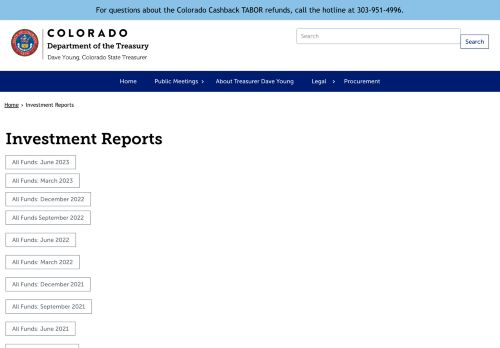 For questions about the Colorado Cashback TABOR refunds, call the hotline at 303-951-4996.
COLORADO
Department of the Treasury
Dave Young, Colorado State Treasurer
Search
Search
Home
Public Meetings ›
About Treasurer Dave Young
Legal ›
Procurement
Home › Investment Reports
Investment Reports
All Funds: June 2023
All Funds: March 2023
All Funds: December 2022
All Funds September 2022
All Funds: June 2022
All Funds: March 2022
All Funds: December 2021
All Funds: September 2021
All Funds: June 2021